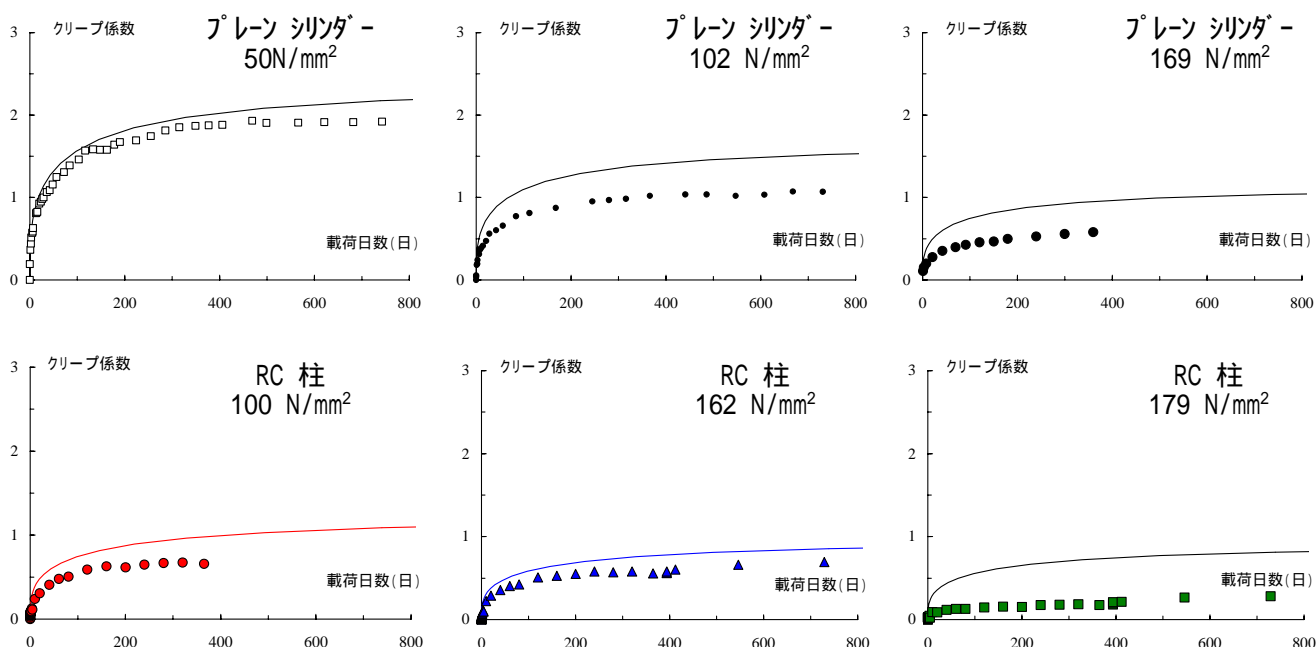 クリープ係数
プレーン シリンダー
50N/mm²
3
2
1
0
載荷日数(日)
0 200 400 600 800
クリープ係数
プレーン シリンダー
102 N/mm²
3
2
1
0
載荷日数(日)
0 200 400 600 800
クリープ係数
プレーン シリンダー
169 N/mm²
3
2
1
0
載荷日数(日)
0 200 400 600 800
クリープ係数
RC 柱
100 N/mm²
3
2
1
0
載荷日数(日)
0 200 400 600 800
クリープ係数
RC 柱
162 N/mm²
3
2
1
0
載荷日数(日)
0 200 400 600 800
クリープ係数
RC 柱
179 N/mm²
3
2
1
0
載荷日数(日)
0 200 400 600 800